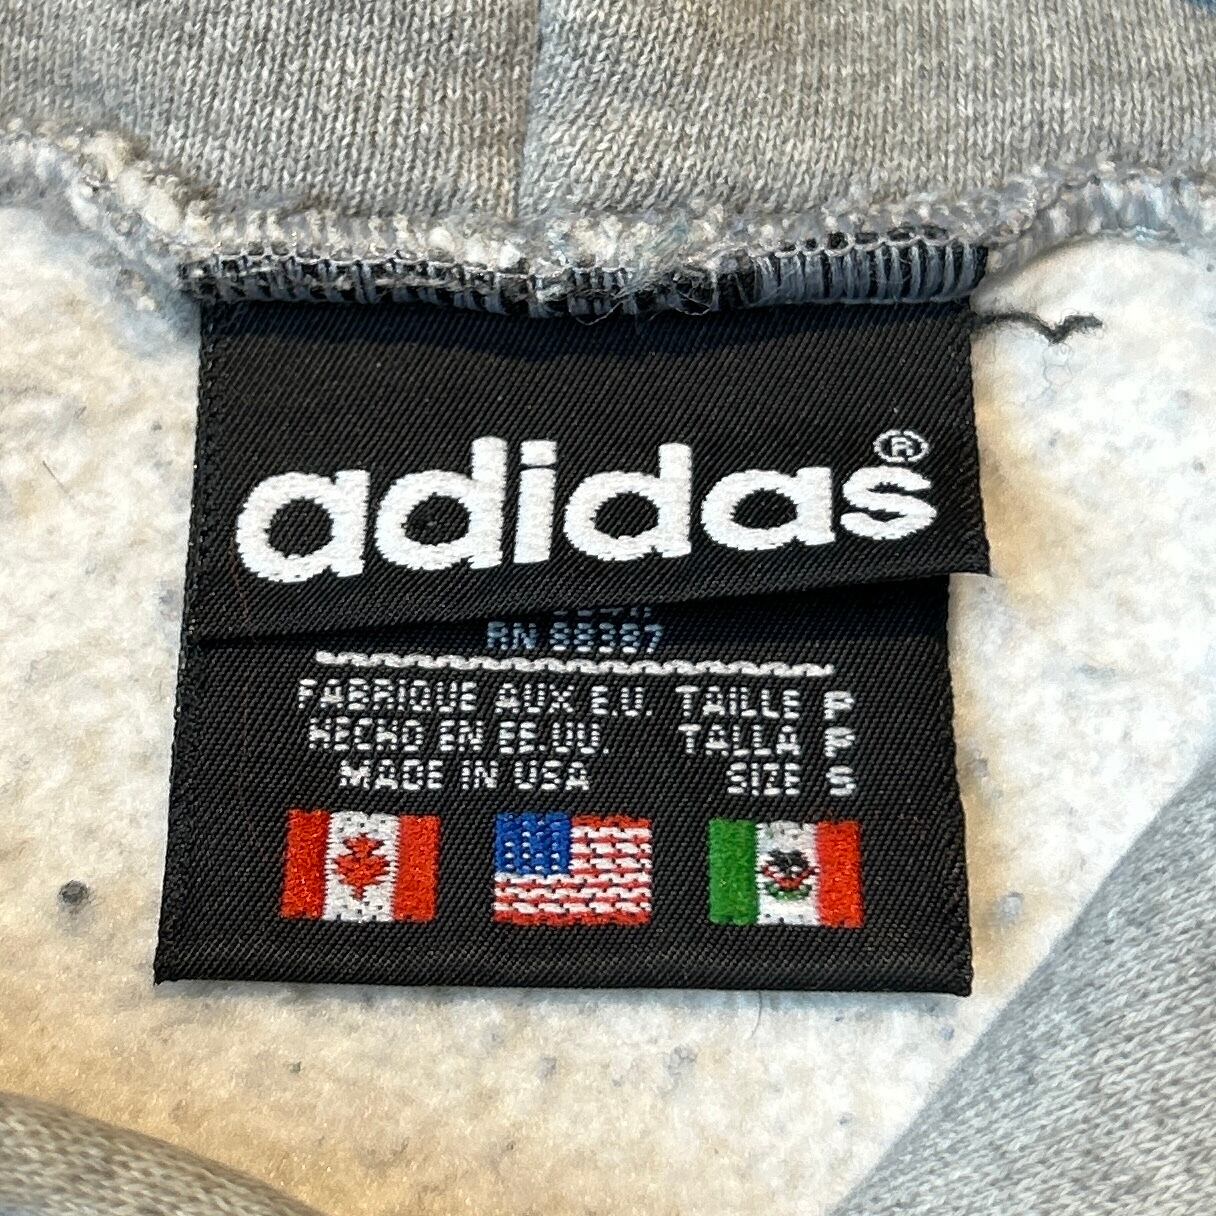 adidas®
RN 88387
FABRIQUE AUX E.U. TAILLE P
HECHO EN EE.UU. TALLA P
MADE IN USA SIZE S